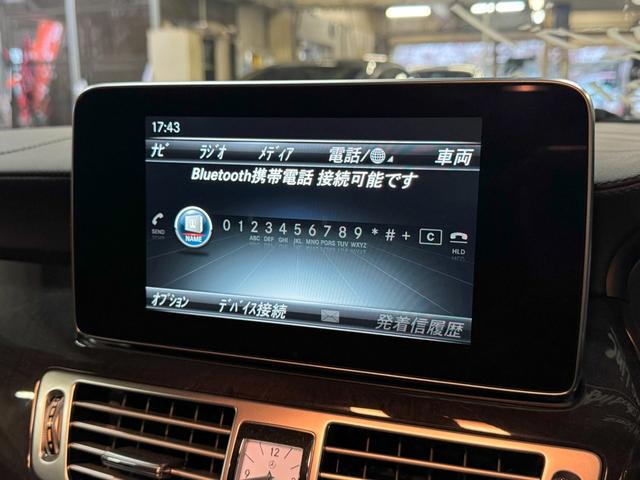 17:43
ナビ ラジオ メディア 電話/ 車両
Bluetooth携帯電話 接続可能です
SEND NAME 0 1 2 3 4 5 6 7 8 9 * # + C HLD
ABC DEF GHI JKL MNO PQR TUV WXYZ
オプション デバイス接続 発着信履歴